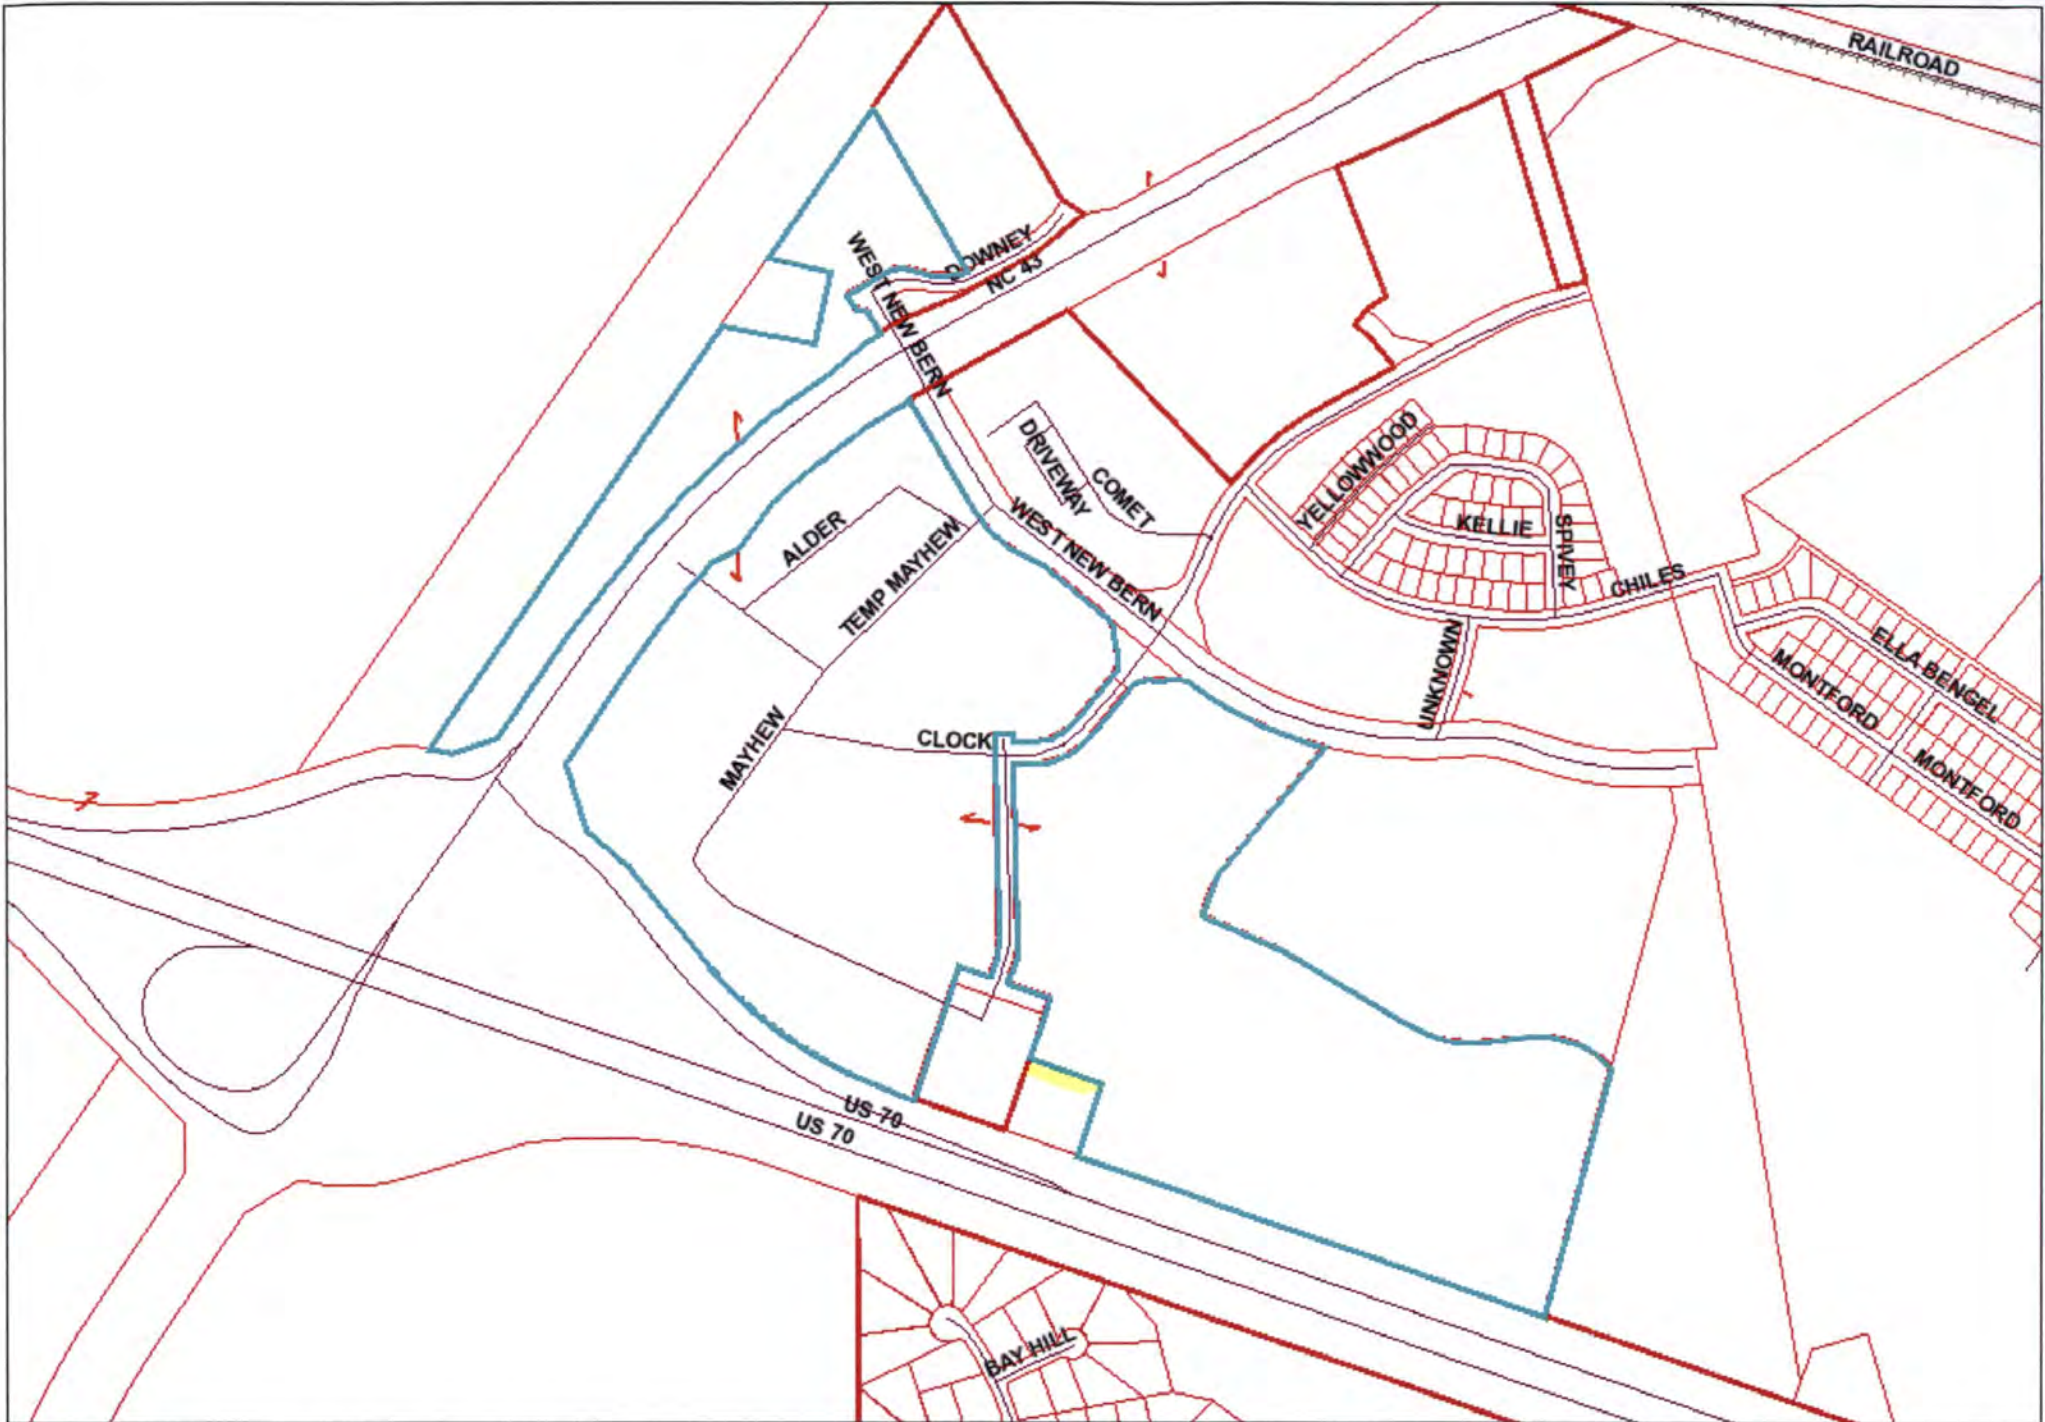 RAILROAD
DOWNEY
WEST NEW BERN
NC 43
DRIVEWAY
COMET
YELLOWWOOD
KELLIE
SPIVEY
ALDER
TEMP MAYHEW
WEST NEW BERN
CHILES
UNKNOWN
ELLA BENGEL
MONTFORD
MONTFORD
MAYHEW
CLOCK
US 70
US 70
BAY HILL